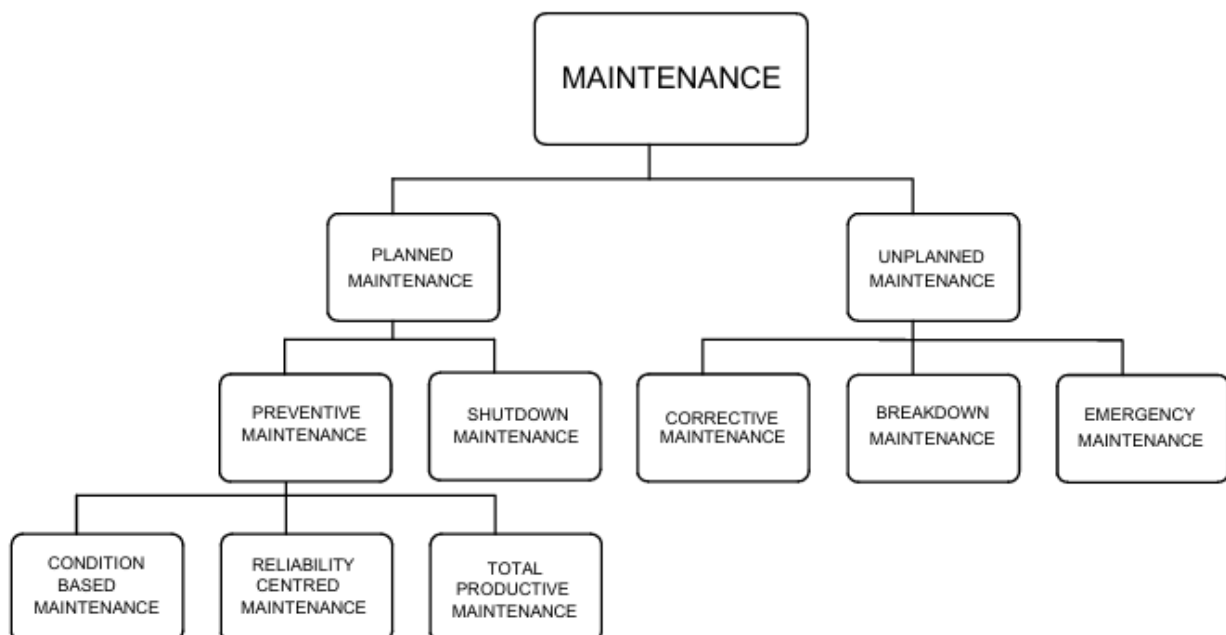 MAINTENANCE
PLANNED
MAINTENANCE
UNPLANNED
MAINTENANCE
PREVENTIVE
MAINTENANCE
SHUTDOWN
MAINTENANCE
CORRECTIVE
MAINTENANCE
BREAKDOWN
MAINTENANCE
EMERGENCY
MAINTENANCE
CONDITION
BASED
MAINTENANCE
RELIABILITY
CENTRED
MAINTENANCE
TOTAL
PRODUCTIVE
MAINTENANCE